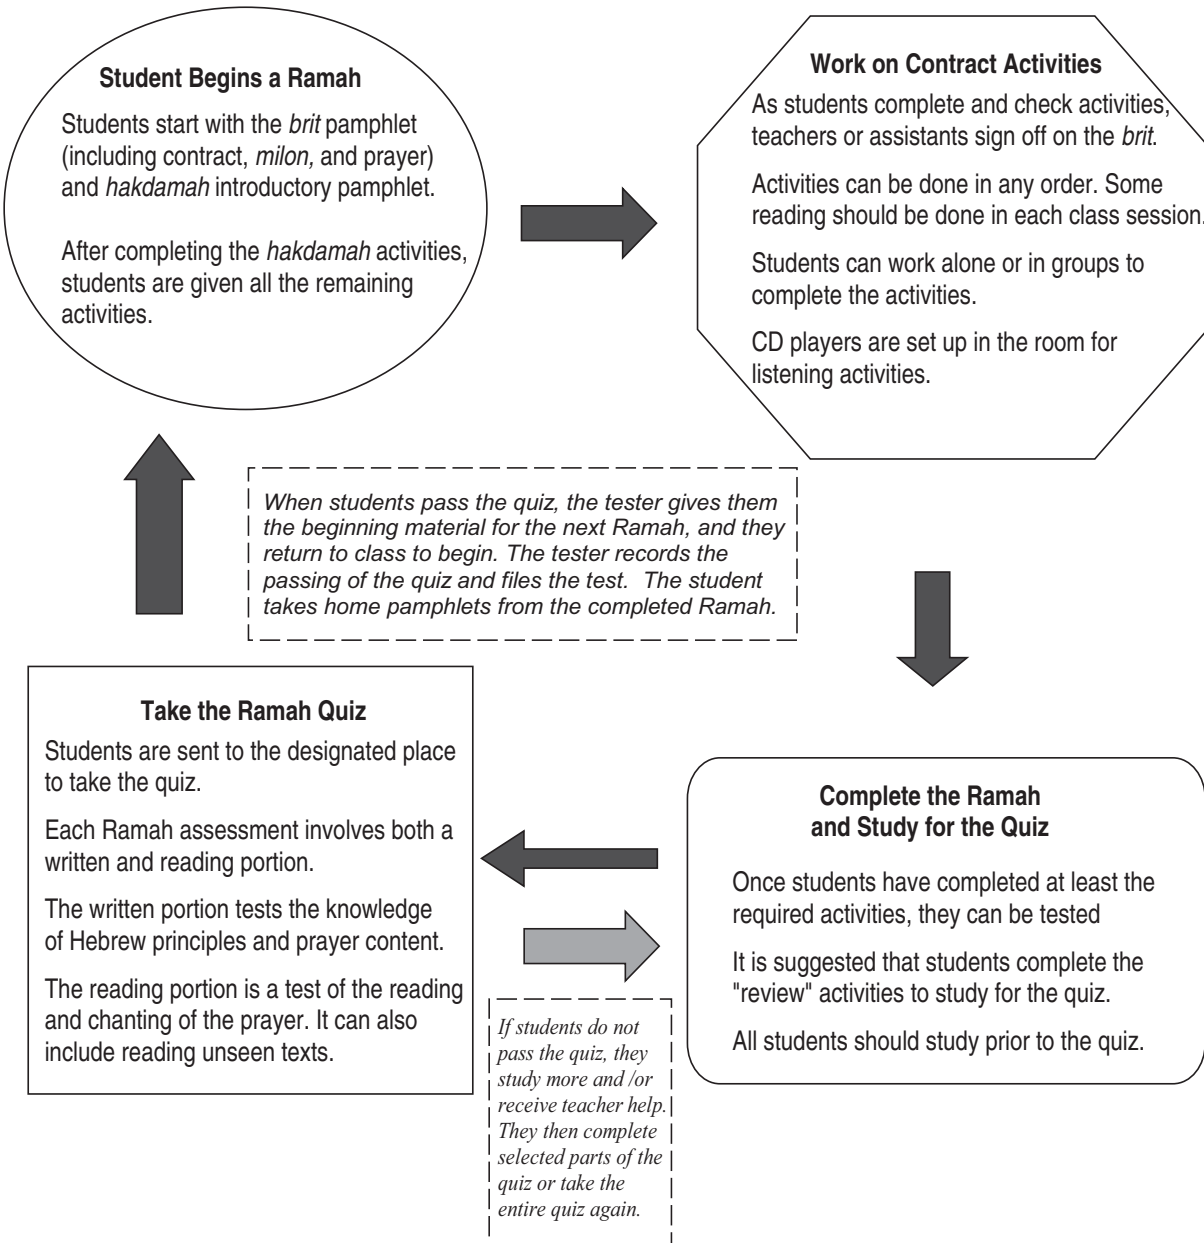 Student Begins a Ramah
Students start with the brit pamphlet
(including contract, milon, and prayer)
and hakdamah introductory pamphlet.
After completing the hakdamah activities,
students are given all the remaining
activities.
Work on Contract Activities
As students complete and check activities,
teachers or assistants sign off on the brit.
Activities can be done in any order. Some
reading should be done in each class session.
Students can work alone or in groups to
complete the activities.
CD players are set up in the room for
listening activities.
When students pass the quiz, the tester gives them
the beginning material for the next Ramah, and they
return to class to begin. The tester records the
passing of the quiz and files the test. The student
takes home pamphlets from the completed Ramah.
Take the Ramah Quiz
Students are sent to the designated place
to take the quiz.
Each Ramah assessment involves both a
written and reading portion.
The written portion tests the knowledge
of Hebrew principles and prayer content.
The reading portion is a test of the reading
and chanting of the prayer. It can also
include reading unseen texts.
Complete the Ramah
and Study for the Quiz
Once students have completed at least the
required activities, they can be tested
It is suggested that students complete the
"review" activities to study for the quiz.
All students should study prior to the quiz.
If students do not
pass the quiz, they
study more and /or
receive teacher help.
They then complete
selected parts of the
quiz or take the
entire quiz again.